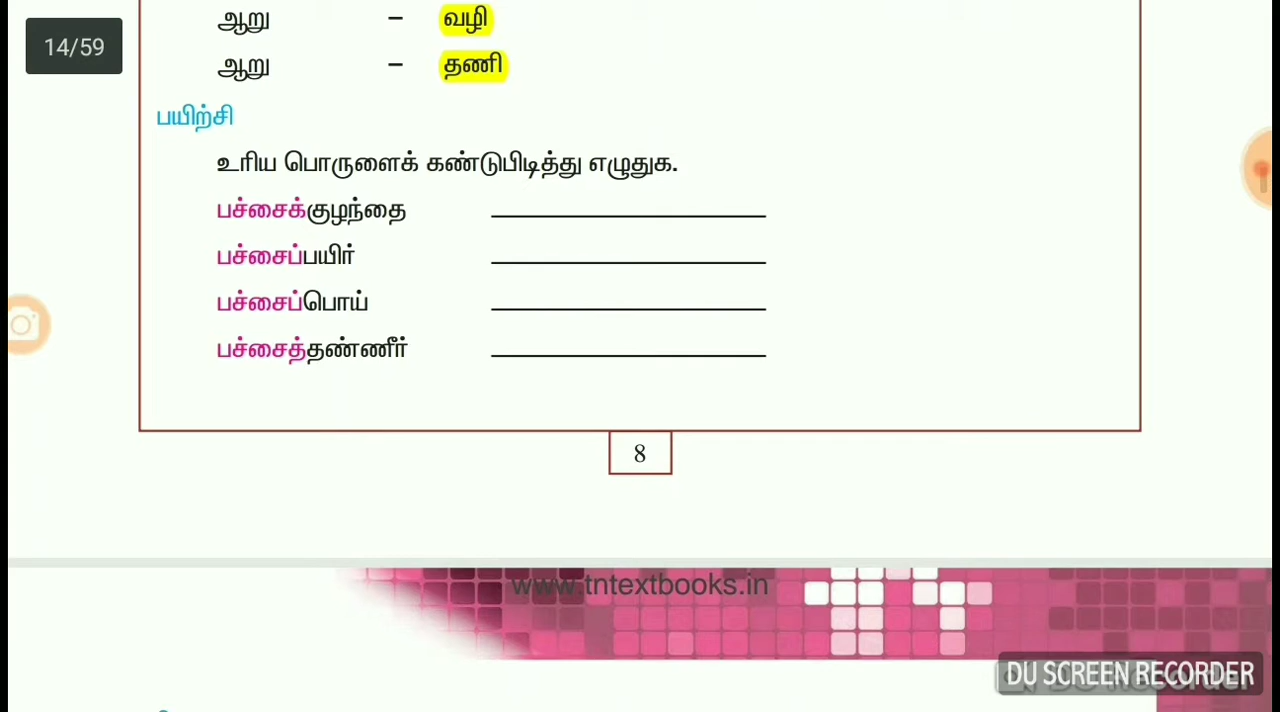 14/59
ஆறு – வழி
ஆறு – தணி
பயிற்சி
உரிய பொருளைக் கண்டுபிடித்து எழுதுக.
பச்சைக்குழந்தை
பச்சைப்பயிர்
பச்சைப்பொய்
பச்சைத்தண்ணீர்
8
www.tntextbooks.in
DU SCREEN RECORDER